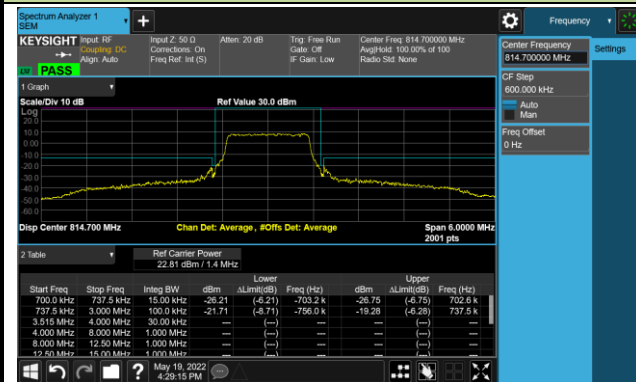 Spectrum Analyzer 1
SEM
Frequency
KEYSIGHT
Input: RF
Coupling: DC
Align: Auto
Input Z: 50 Ω
Corrections: On
Freq Ref: Int (S)
Atten: 20 dB
Trig: Free Run
Gate: Off
IF Gain: Low
Center Freq: 814.700000 MHz
Avg|Hold: 100.00% of 100
Radio Std: None
PASS
Center Frequency
814.700000 MHz
Settings
CF Step
600.000 kHz
Auto
Man
Freq Offset
0 Hz
1 Graph
Scale/Div 10 dB
Ref Value 30.0 dBm
Log
20.0
10.0
0.00
-10.0
-20.0
-30.0
-40.0
-50.0
-60.0
Disp Center 814.700 MHz
Chan Det: Average, #Offs Det: Average
Span 6.0000 MHz
2001 pts
2 Table
Ref Carrier Power
22.81 dBm / 1.4 MHz
Lower Upper
Start Freq Stop Freq Integ BW dBm ΔLimit(dB) Freq (Hz) dBm ΔLimit(dB) Freq (Hz)
700.0 kHz 737.5 kHz 15.00 kHz -26.21 (-6.21) -703.2 k -26.75 (-6.75) 702.6 k
737.5 kHz 3.000 MHz 100.0 kHz -21.71 (-8.71) -756.0 k -19.28 (-6.28) 737.5 k
3.515 MHz 4.000 MHz 30.00 kHz --- (---) --- --- (---) ---
4.000 MHz 8.000 MHz 1.000 MHz --- (---) --- --- (---) ---
8.000 MHz 12.50 MHz 1.000 MHz --- (---) --- --- (---) ---
12.50 MHz 15.00 MHz 1.000 MHz --- (---) --- --- (---) ---
May 19, 2022
4:29:15 PM